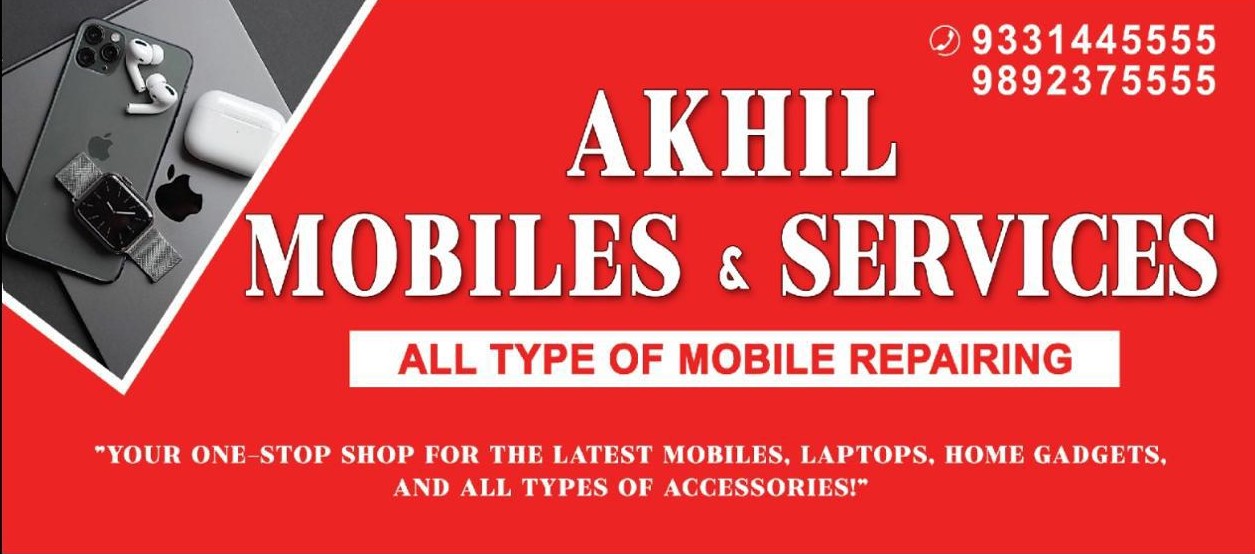 9331445555
9892375555
AKHIL
MOBILES & SERVICES
ALL TYPE OF MOBILE REPAIRING
"YOUR ONE-STOP SHOP FOR THE LATEST MOBILES, LAPTOPS, HOME GADGETS,
AND ALL TYPES OF ACCESSORIES!"